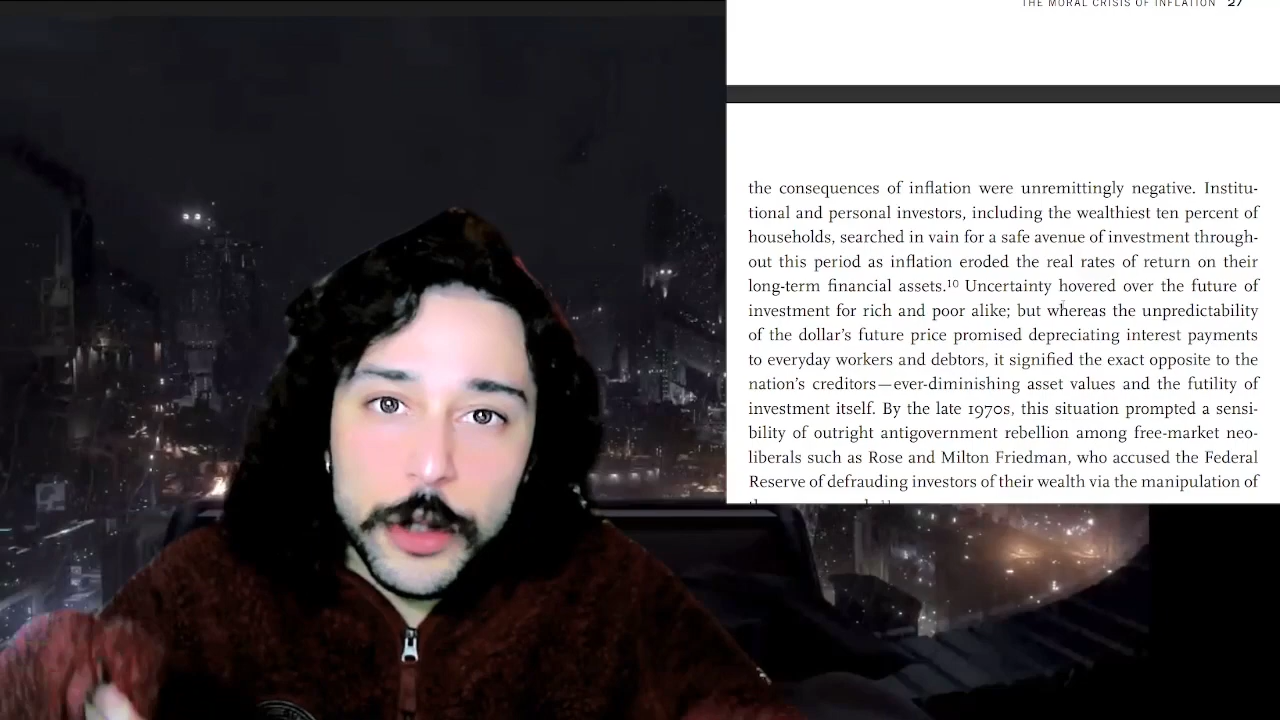 THE MORAL CRISIS OF INFLATION 27
the consequences of inflation were unremittingly negative. Institu-
tional and personal investors, including the wealthiest ten percent of
households, searched in vain for a safe avenue of investment through-
out this period as inflation eroded the real rates of return on their
long-term financial assets.10 Uncertainty hovered over the future of
investment for rich and poor alike; but whereas the unpredictability
of the dollar’s future price promised depreciating interest payments
to everyday workers and debtors, it signified the exact opposite to the
nation’s creditors—ever-diminishing asset values and the futility of
investment itself. By the late 1970s, this situation prompted a sensi-
bility of outright antigovernment rebellion among free-market neo-
liberals such as Rose and Milton Friedman, who accused the Federal
Reserve of defrauding investors of their wealth via the manipulation of